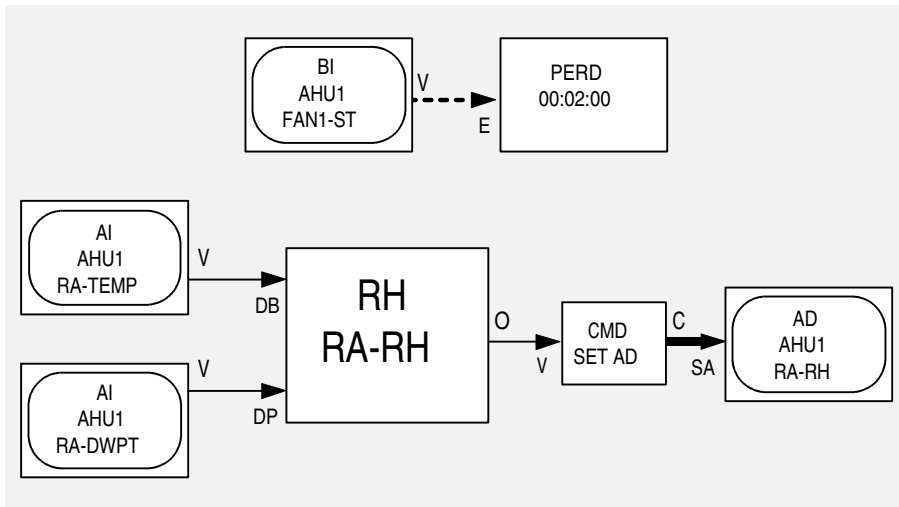 BI
AHU1
FAN1-ST
V
E
PERD
00:02:00
AI
AHU1
RA-TEMP
V
DB
AI
AHU1
RA-DWPT
V
DP
RH
RA-RH
O
V
CMD
SET AD
C
SA
AD
AHU1
RA-RH